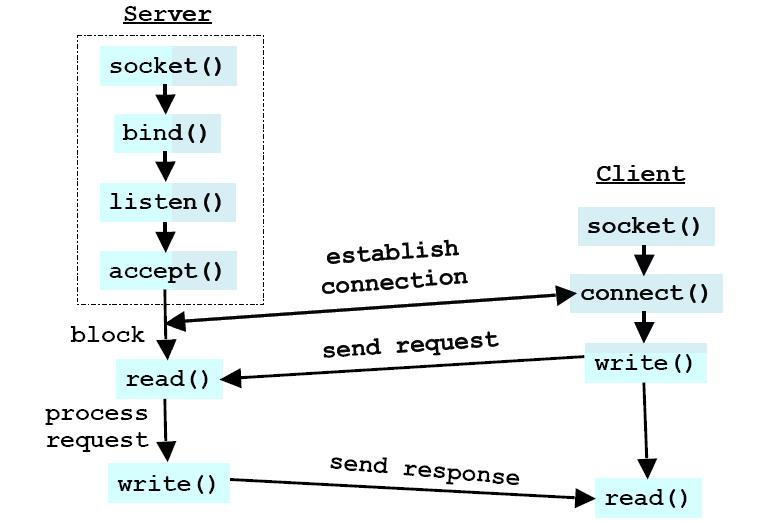 Server
socket()
bind()
listen()
accept()
block
read()
process
request
write()
establish
connection
send request
send response
Client
socket()
connect()
write()
read()